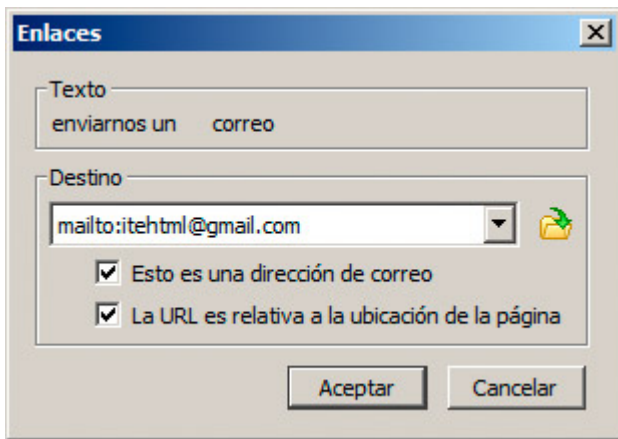 Enlaces
Texto
enviarnos un correo
Destino
mailto:itehtml@gmail.com
Esto es una dirección de correo
La URL es relativa a la ubicación de la página
Aceptar Cancelar